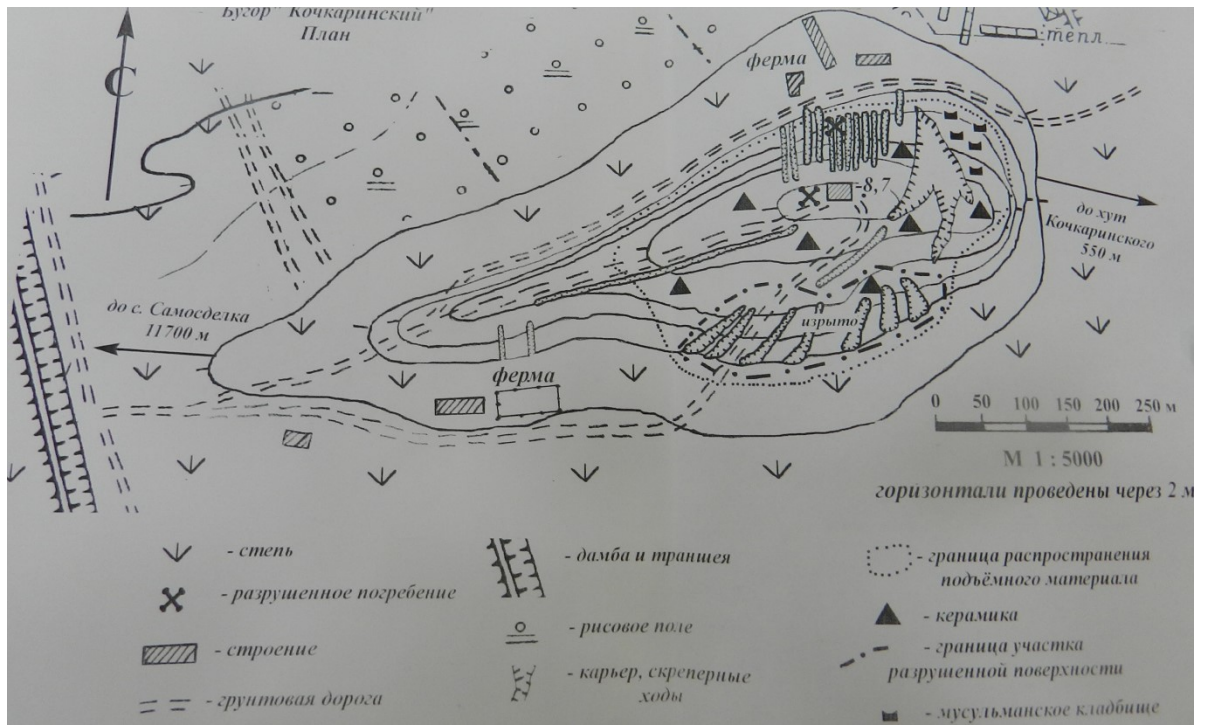 Бугор "Кочкаринский"
План
С
ферма
тепл
-8,7
до хут
Кочкаринского
550 м
до с. Самосделка
11700 м
изрыто
ферма
0 50 100 150 200 250 м
М 1 : 5000
горизонтали проведены через 2 м
- степь
- разрушенное погребение
- строение
- грунтовая дорога
- дамба и траншея
- рисовое поле
- карьер, скреперные
ходы
- граница распространения
подъёмного материала
- керамика
- граница участка
разрушенной поверхности
- мусульманское кладбище